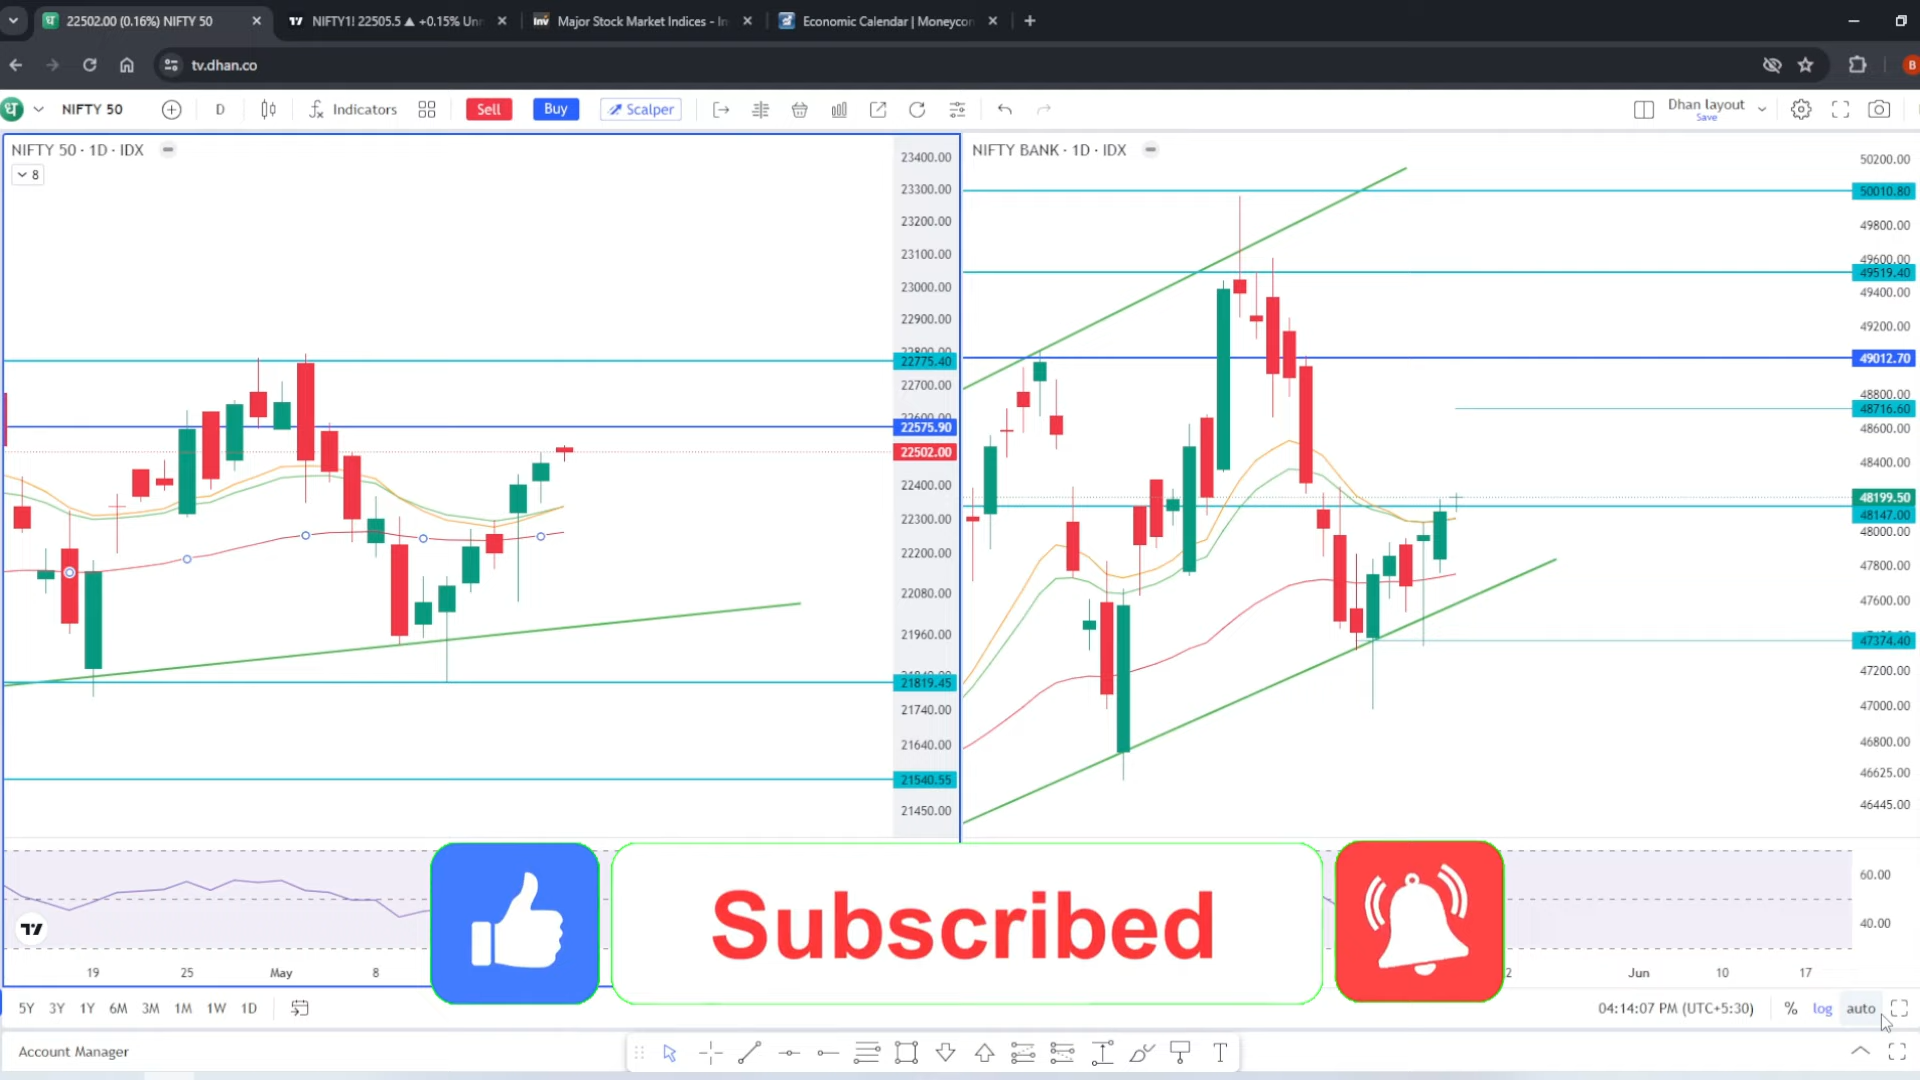 22502.00 (0.16%) NIFTY 50
NIFTY1! 22505.5 ▲ +0.15% Un
Major Stock Market Indices - In
Economic Calendar | Moneycon
tv.dhan.co
B
NIFTY 50
D
Indicators
Sell
Buy
Scalper
Dhan layout
Save
NIFTY 50 · 1D · IDX
8
23400.00
23300.00
23200.00
23100.00
23000.00
22900.00
22800.00
22775.40
22700.00
22600.00
22575.90
22502.00
22400.00
22300.00
22200.00
22080.00
21960.00
21819.45
21740.00
21640.00
21540.55
21450.00
NIFTY BANK · 1D · IDX
50200.00
50010.80
49800.00
49600.00
49519.40
49400.00
49200.00
49012.70
48800.00
48716.60
48600.00
48400.00
48199.50
48147.00
48000.00
47800.00
47600.00
47374.40
47200.00
47000.00
46800.00
46625.00
46445.00
60.00
40.00
Subscribed
19
25
May
8
2
Jun
10
17
5Y
3Y
1Y
6M
3M
1M
1W
1D
04:14:07 PM (UTC+5:30)
%
log
auto
Account Manager
T